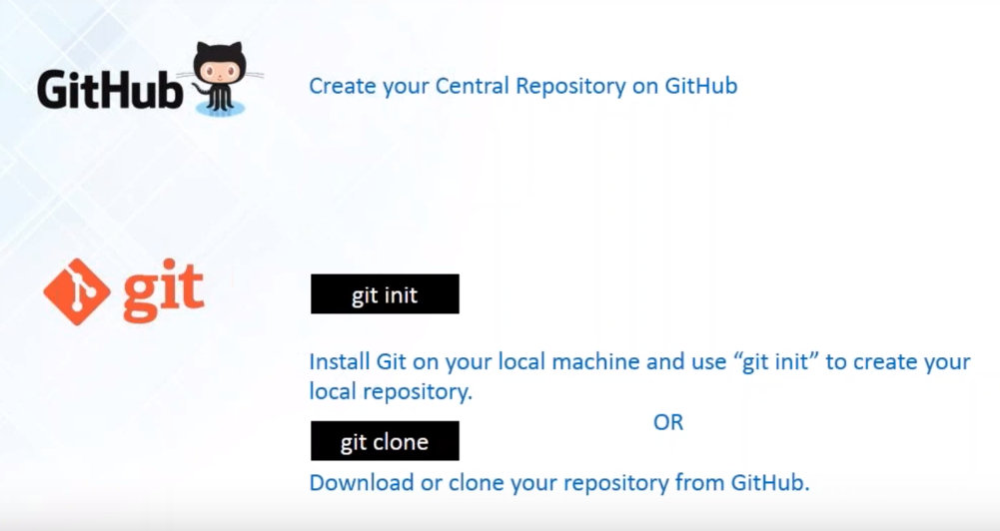 GitHub
Create your Central Repository on GitHub
git
git init
Install Git on your local machine and use “git init” to create your
local repository.
OR
git clone
Download or clone your repository from GitHub.